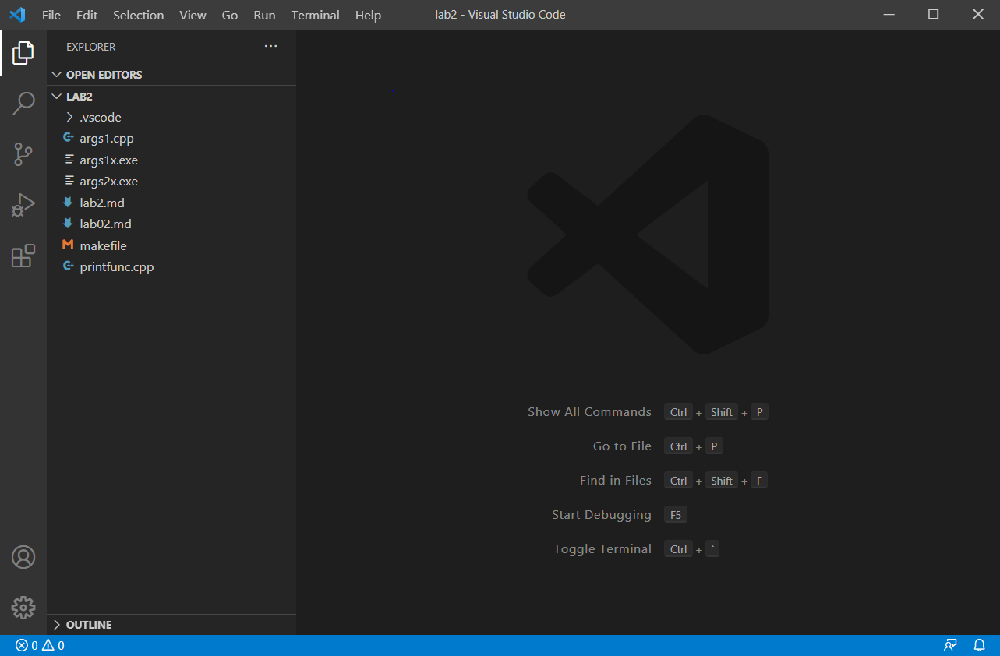 File Edit Selection View Go Run Terminal Help lab2 - Visual Studio Code
EXPLORER
OPEN EDITORS
LAB2
.vscode
args1.cpp
args1x.exe
args2x.exe
lab2.md
lab02.md
makefile
printfunc.cpp
OUTLINE
Show All Commands Ctrl + Shift + P
Go to File Ctrl + P
Find in Files Ctrl + Shift + F
Start Debugging F5
Toggle Terminal Ctrl + `
0 0